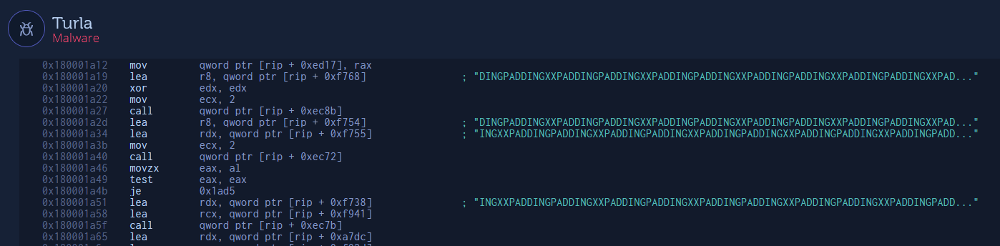 Turla
Malware
0x180001a12 mov qword ptr [rip + 0xed17], rax
0x180001a19 lea r8, qword ptr [rip + 0xf768] ; "DINGPADDINGXXPADDINGPADDINGXXPADDINGPADDINGXXPADDINGPADDINGXXPADDINGPADDINGXXPAD..."
0x180001a20 xor edx, edx
0x180001a22 mov ecx, 2
0x180001a27 call qword ptr [rip + 0xec8b]
0x180001a2d lea r8, qword ptr [rip + 0xf754] ; "DINGPADDINGXXPADDINGPADDINGXXPADDINGPADDINGXXPADDINGPADDINGXXPADDINGPADDINGXXPAD..."
0x180001a34 lea rdx, qword ptr [rip + 0xf755] ; "INGXXPADDINGPADDINGXXPADDINGPADDINGXXPADDINGPADDINGXXPADDINGPADDINGXXPADDINGPADD..."
0x180001a3b mov ecx, 2
0x180001a40 call qword ptr [rip + 0xec72]
0x180001a46 movzx eax, al
0x180001a49 test eax, eax
0x180001a4b je 0x1ad5
0x180001a51 lea rdx, qword ptr [rip + 0xf738] ; "INGXXPADDINGPADDINGXXPADDINGPADDINGXXPADDINGPADDINGXXPADDINGPADDINGXXPADDINGPADD..."
0x180001a58 lea rcx, qword ptr [rip + 0xf941]
0x180001a5f call qword ptr [rip + 0xec7b]
0x180001a65 lea rdx, qword ptr [rip + 0xa7dc]